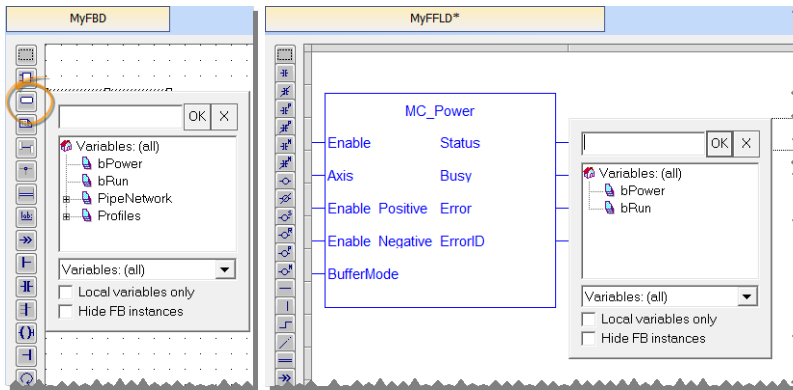 MyFBD
OK X
Variables: (all)
bPower
bRun
PipeNetwork
Profiles
Variables: (all)
Local variables only
Hide FB instances
MyFFLD*
MC_Power
Enable Status
Axis Busy
Enable Positive Error
Enable Negative ErrorID
BufferMode
OK X
Variables: (all)
bPower
bRun
Variables: (all)
Local variables only
Hide FB instances